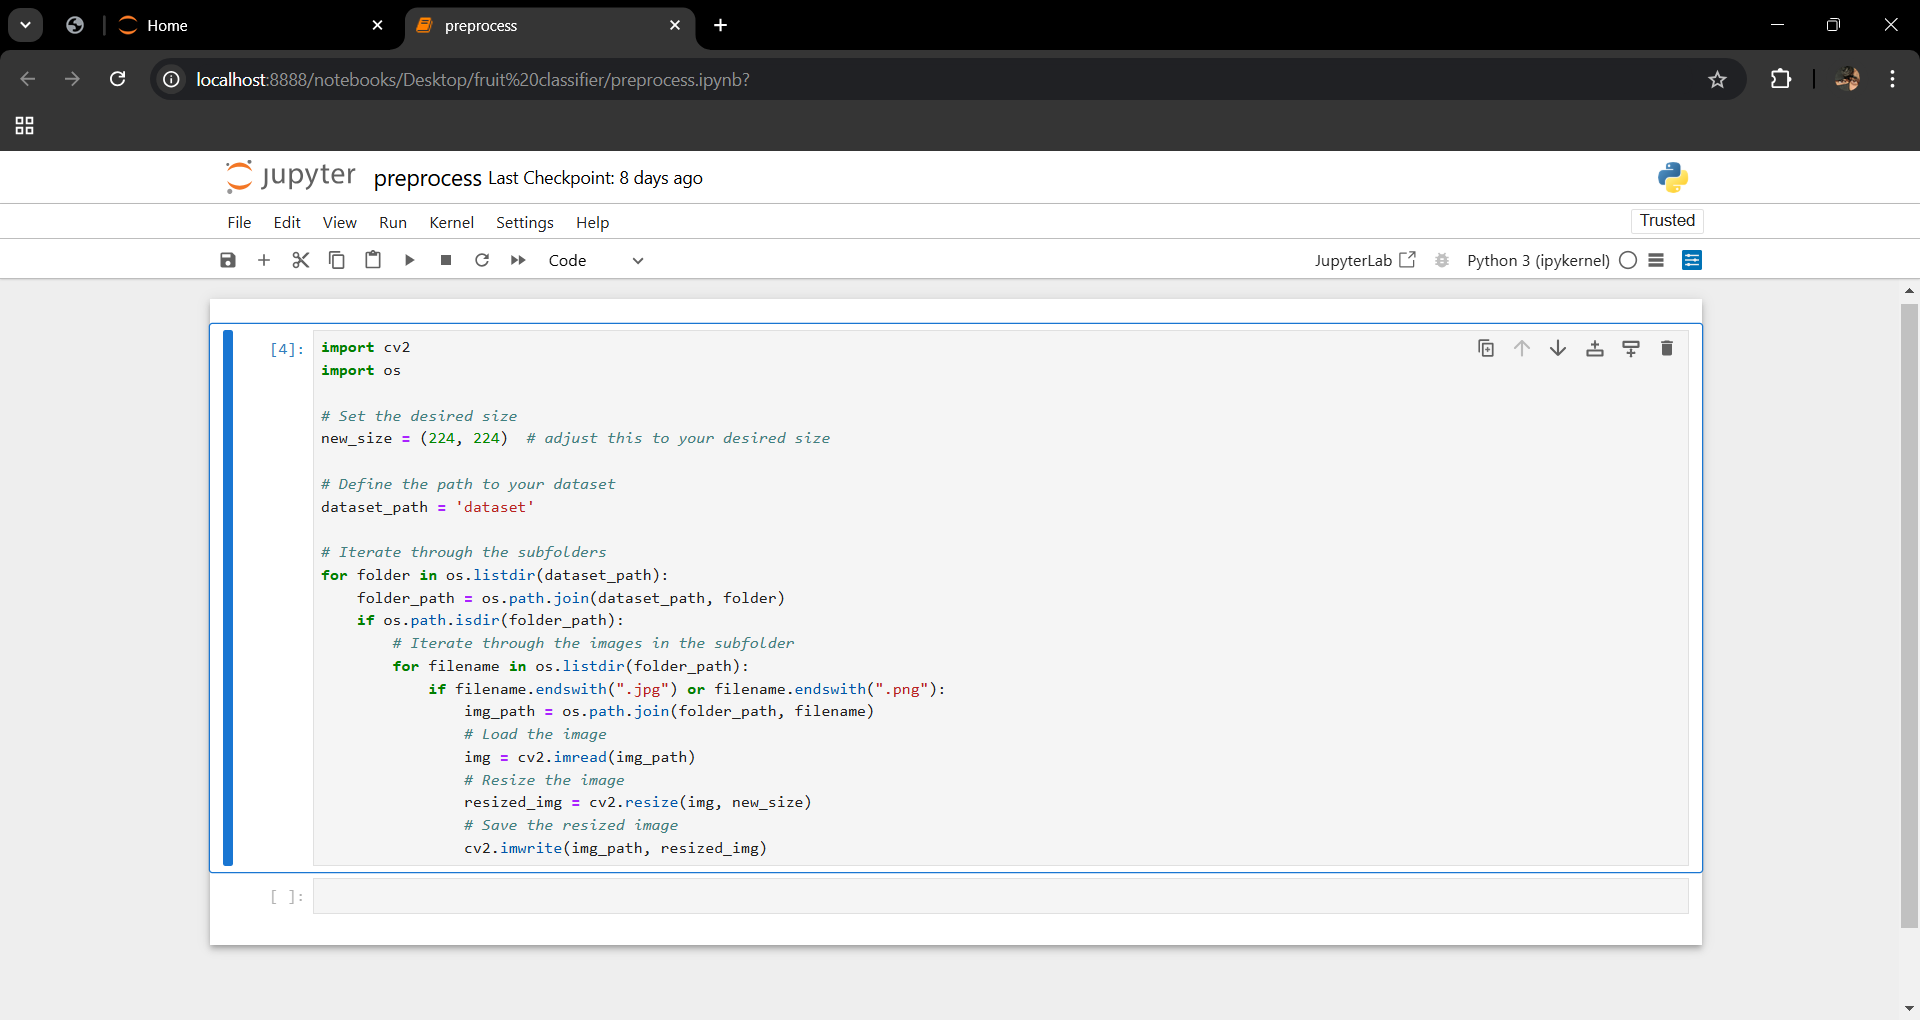 Home
preprocess
localhost:8888/notebooks/Desktop/fruit%20classifier/preprocess.ipynb?
jupyter preprocess Last Checkpoint: 8 days ago
File Edit View Run Kernel Settings Help
Trusted
Code
JupyterLab
Python 3 (ipykernel)
[4]:
import cv2
import os
# Set the desired size
new_size = (224, 224)  # adjust this to your desired size
# Define the path to your dataset
dataset_path = 'dataset'
# Iterate through the subfolders
for folder in os.listdir(dataset_path):
    folder_path = os.path.join(dataset_path, folder)
    if os.path.isdir(folder_path):
        # Iterate through the images in the subfolder
        for filename in os.listdir(folder_path):
            if filename.endswith(".jpg") or filename.endswith(".png"):
                img_path = os.path.join(folder_path, filename)
                # Load the image
                img = cv2.imread(img_path)
                # Resize the image
                resized_img = cv2.resize(img, new_size)
                # Save the resized image
                cv2.imwrite(img_path, resized_img)
[ ]: